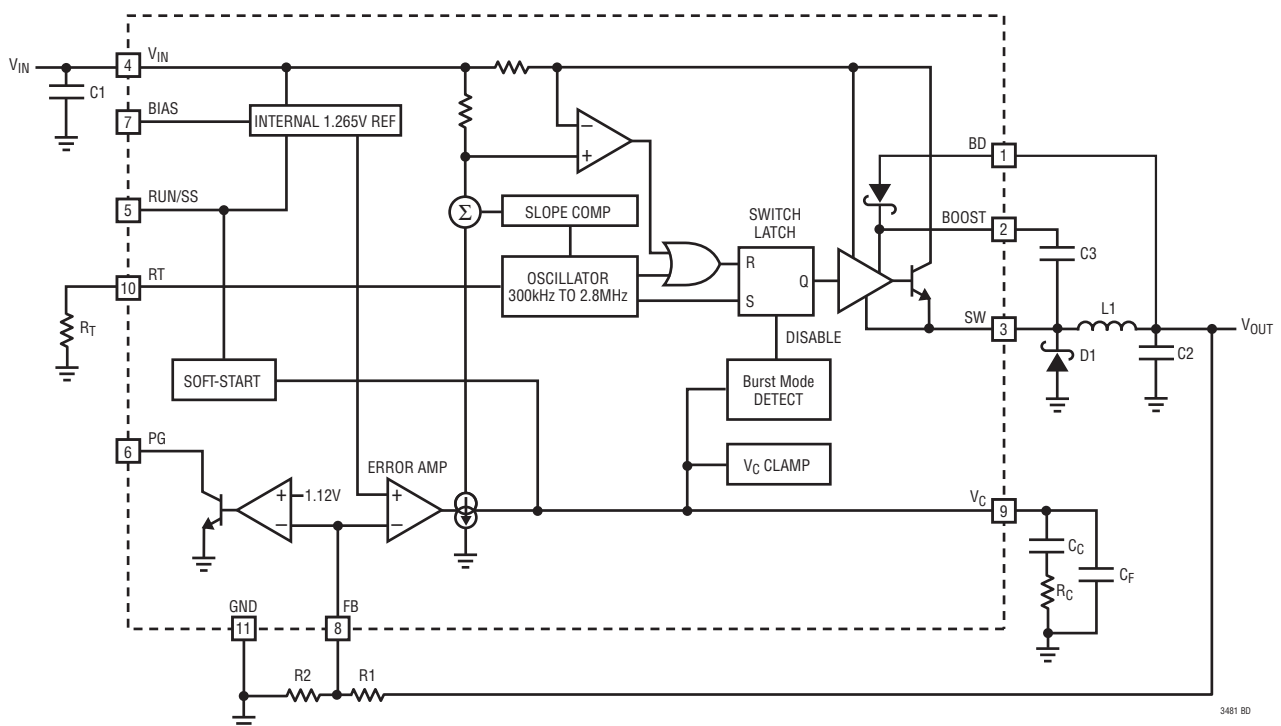 VIN
4
VIN
C1
7
BIAS
INTERNAL 1.265V REF
–
+
BD
1
5
RUN/SS
Σ
SLOPE COMP
SWITCH
LATCH
BOOST
2
C3
10
RT
OSCILLATOR
300kHz TO 2.8MHz
R
Q
S
RT
DISABLE
SW
3
L1
VOUT
D1
C2
SOFT-START
Burst Mode
DETECT
6
PG
ERROR AMP
VC CLAMP
+
1.12V
–
+
–
VC
9
CC
CF
RC
GND
11
FB
8
R2
R1
3481 BD